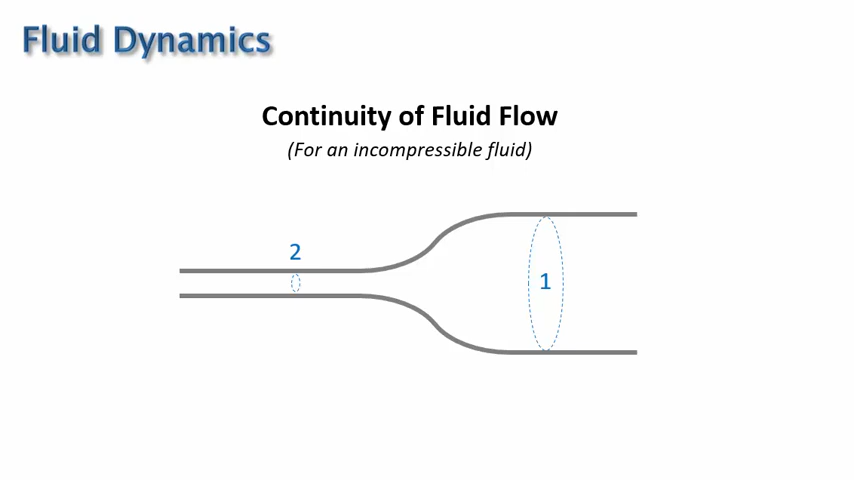 Fluid Dynamics
Continuity of Fluid Flow
(For an incompressible fluid)
2
1